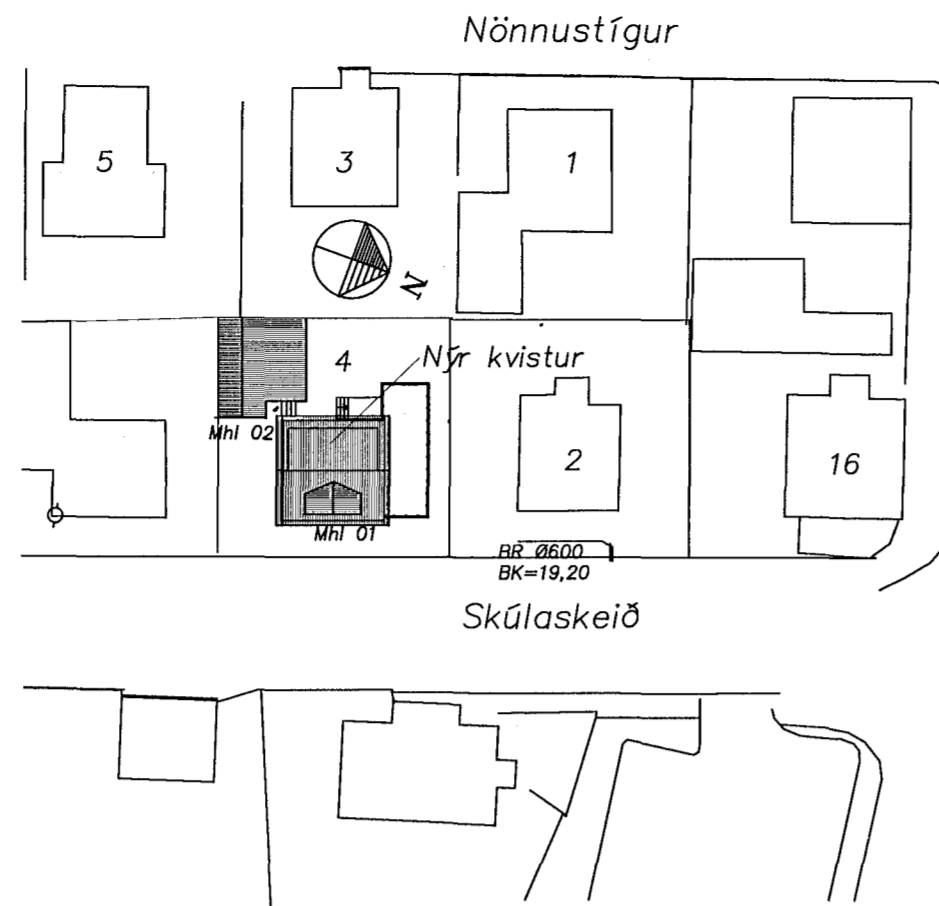 Nönnustígur
5
3
1
N
4
Nýr kvistur
Mhl 02
2
16
Mhl 01
BR Ø600
BK=19,20
Skúlaskeið